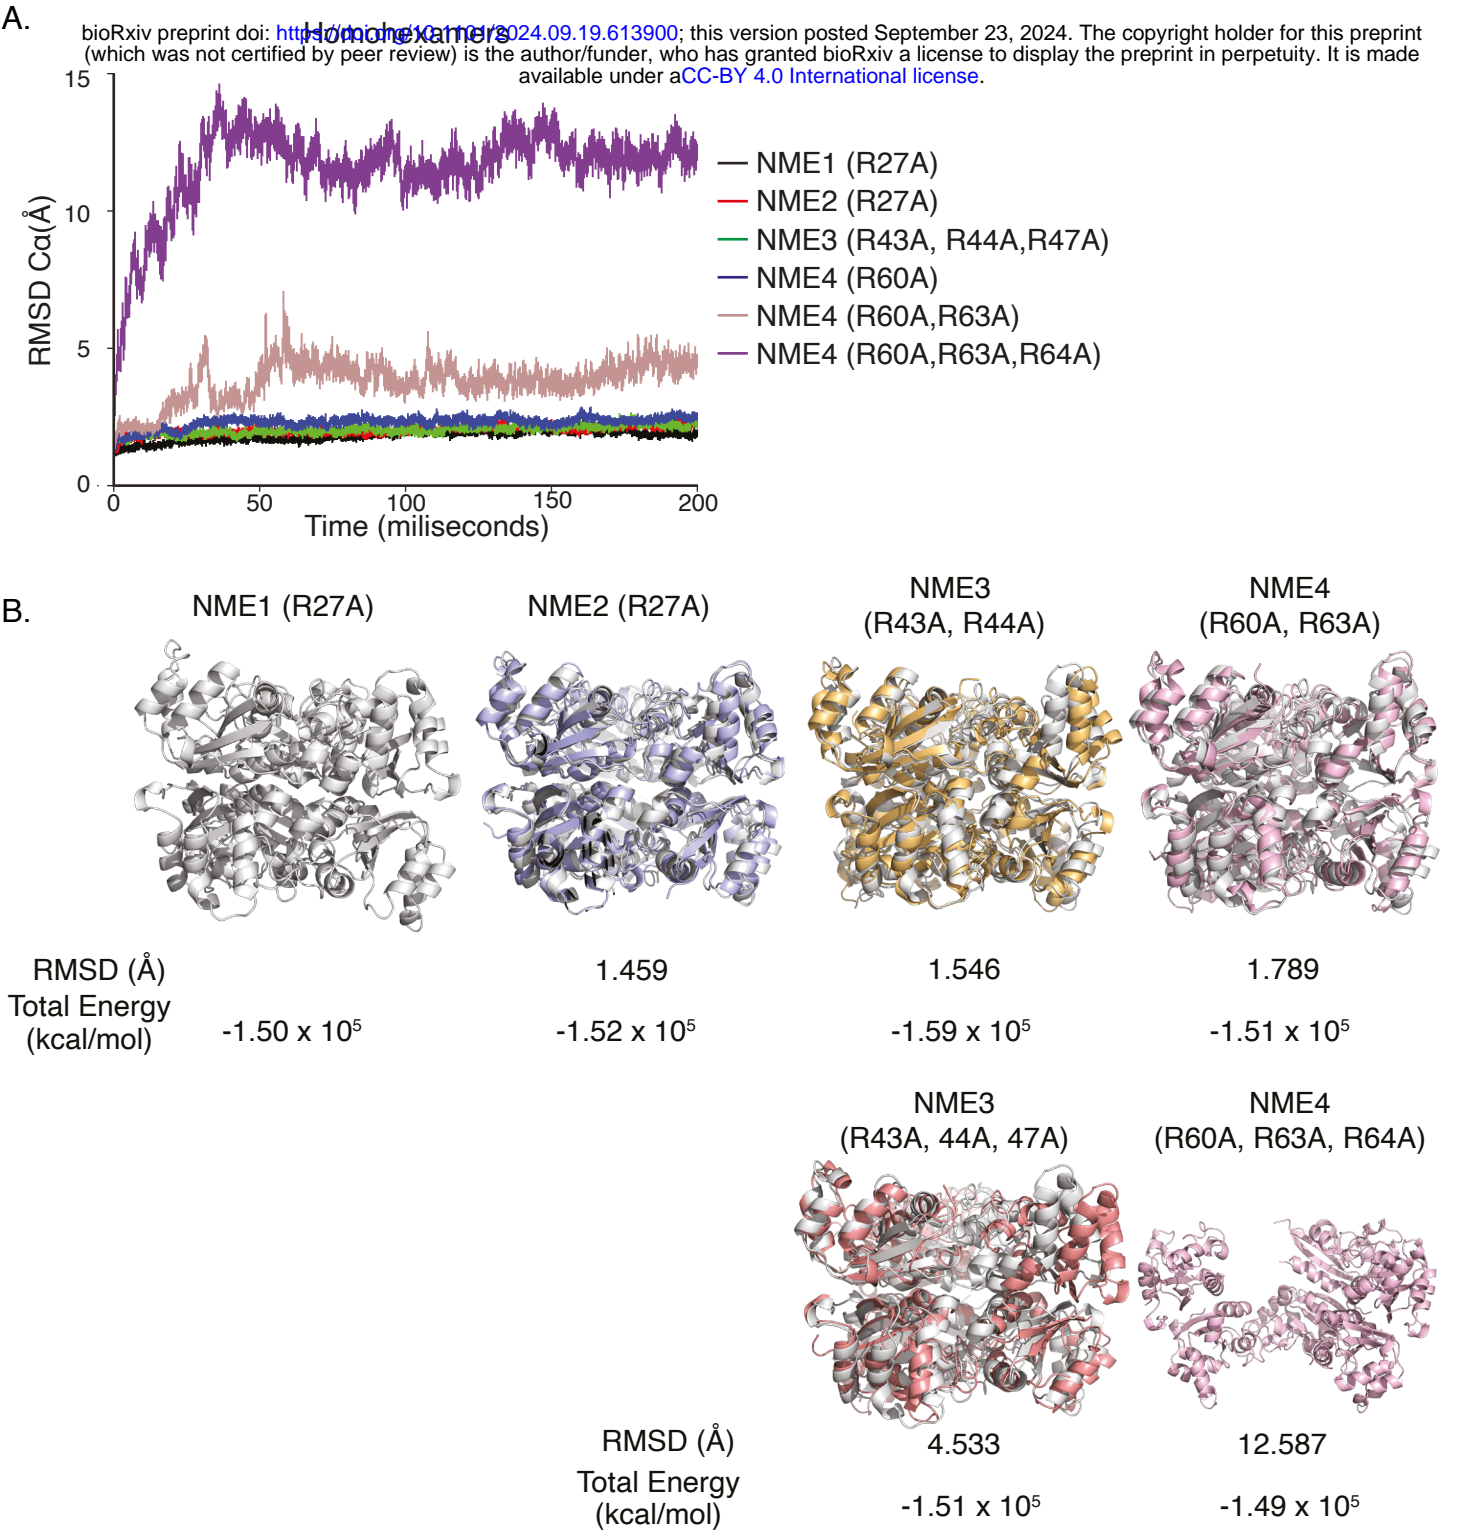 A.
Homohexamers
bioRxiv preprint doi: https://doi.org/10.1101/2024.09.19.613900; this version posted September 23, 2024. The copyright holder for this preprint
(which was not certified by peer review) is the author/funder, who has granted bioRxiv a license to display the preprint in perpetuity. It is made
available under aCC-BY 4.0 International license.
15
10
5
0
RMSD Cα(Å)
0 50 100 150 200
Time (miliseconds)
NME1 (R27A)
NME2 (R27A)
NME3 (R43A, R44A,R47A)
NME4 (R60A)
NME4 (R60A,R63A)
NME4 (R60A,R63A,R64A)
B.
NME1 (R27A)
NME2 (R27A)
NME3
(R43A, R44A)
NME4
(R60A, R63A)
RMSD (Å) 1.459 1.546 1.789
Total Energy
(kcal/mol) -1.50 x 10⁵ -1.52 x 10⁵ -1.59 x 10⁵ -1.51 x 10⁵
NME3
(R43A, 44A, 47A)
NME4
(R60A, R63A, R64A)
RMSD (Å) 4.533 12.587
Total Energy
(kcal/mol) -1.51 x 10⁵ -1.49 x 10⁵